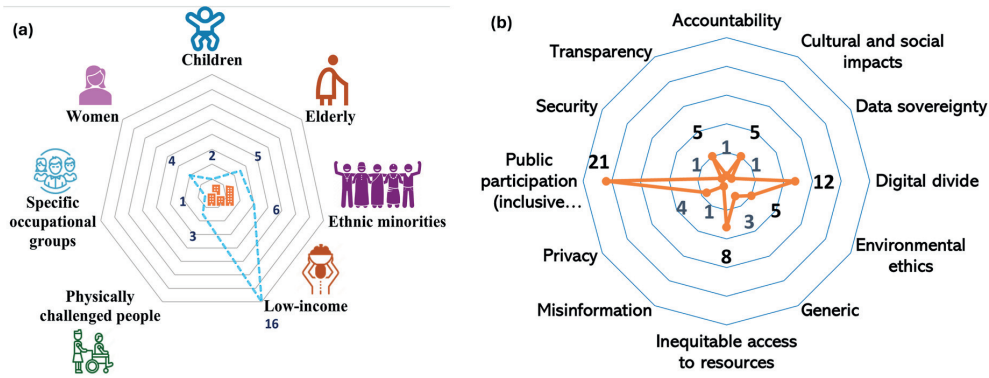 (a)
Children
Women
Elderly
Specific
occupational
groups
Ethnic minorities
Physically
challenged people
Low-income
2
5
6
16
3
1
4
(b)
Accountability
Transparency
Cultural and social
impacts
Security
Data sovereignty
Public
participation
(inclusive…
Digital divide
Privacy
Environmental
ethics
Misinformation
Generic
Inequitable access
to resources
1
5
1
12
5
3
8
1
4
21
1
5